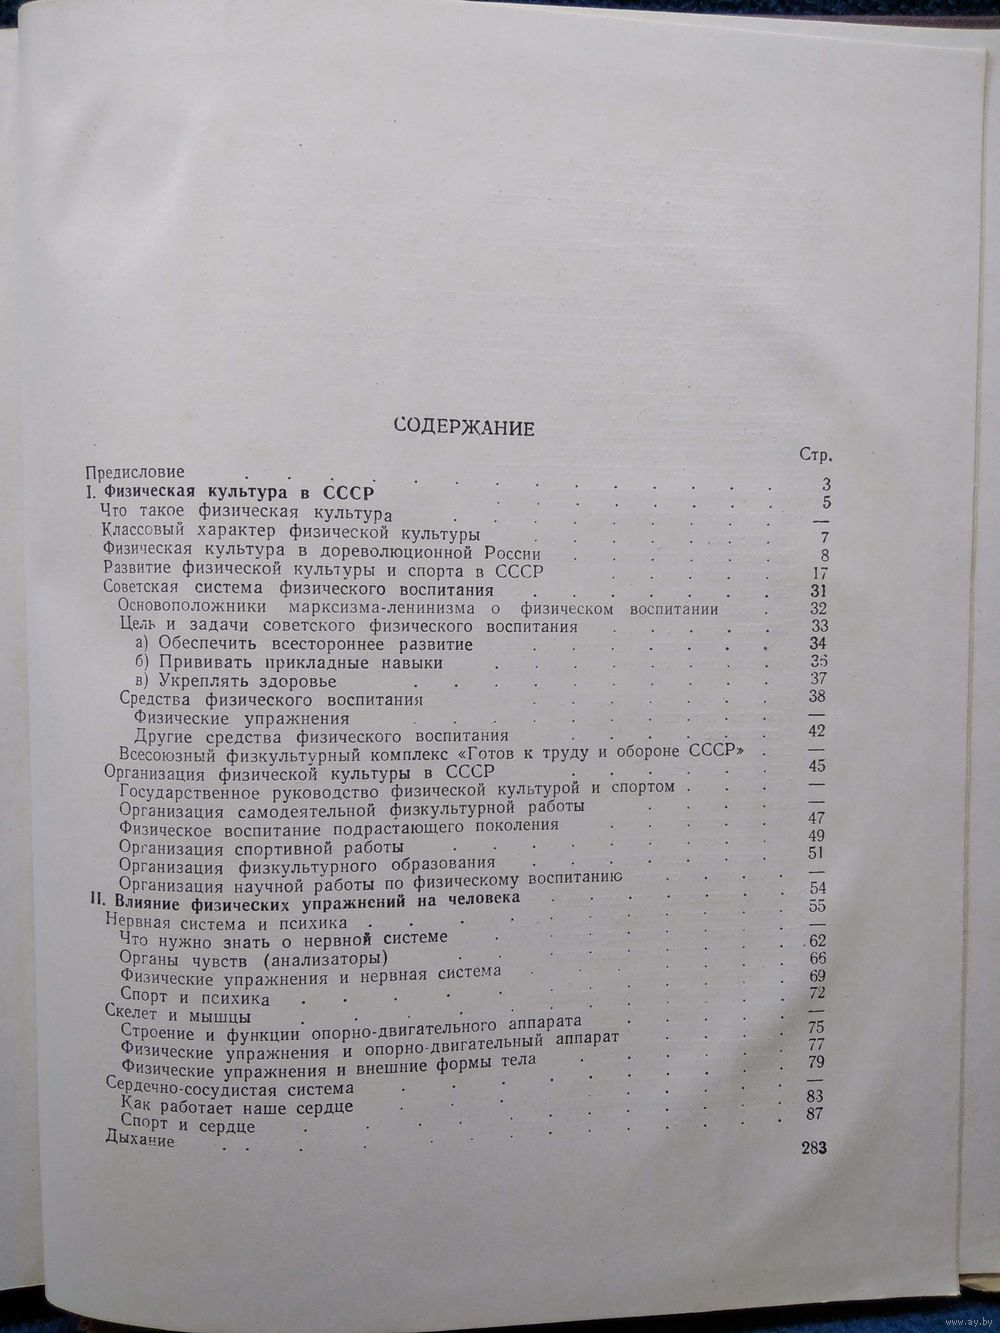 СОДЕРЖАНИЕ
Стр.
Предисловие . . . . . . . . . . . . . 3
I. Физическая культура в СССР . . . . . . . 5
Что такое физическая культура . . . . . . . —
Классовый характер физической культуры . . . . . . 7
Физическая культура в дореволюционной России . . . . . 8
Развитие физической культуры и спорта в СССР . . . . 17
Советская система физического воспитания . . . . . . 31
Основоположники марксизма-ленинизма о физическом воспитании . 32
Цель и задачи советского физического воспитания . . . . . 33
а) Обеспечить всестороннее развитие . . . . . . 34
б) Прививать прикладные навыки . . . . . . . 36
в) Укреплять здоровье . . . . . . . . . 37
Средства физического воспитания . . . . . . 38
Физические упражнения . . . . . . . . . —
Другие средства физического воспитания . . . . . . 42
Всесоюзный физкультурный комплекс «Готов к труду и обороне СССР» . —
Организация физической культуры в СССР . . . . . 45
Государственное руководство физической культурой и спортом . . . —
Организация самодеятельной физкультурной работы . . . . —
Физическое воспитание подрастающего поколения . . . . . 47
Организация спортивной работы . . . . . . . . 49
Организация физкультурного образования . . . . . . 51
Организация научной работы по физическому воспитанию . . . . —
II. Влияние физических упражнений на человека . . . . . . 54
Нервная система и психика . . . . . . . . . . 55
Что нужно знать о нервной системе . . . . . . . —
Органы чувств (анализаторы) . . . . . . . . . 62
Физические упражнения и нервная система . . . . . . 66
Спорт и психика . . . . . . . . . . 69
Скелет и мышцы . . . . . . . . . . 72
Строение и функции опорно-двигательного аппарата . . . . . —
Физические упражнения и опорно-двигательный аппарат . . . . 75
Физические упражнения и внешние формы тела . . . . . 77
Сердечно-сосудистая система . . . . . . . . . 79
Как работает наше сердце . . . . . . . . . —
Спорт и сердце . . . . . . . . . 83
Дыхание . . . . . . . . . . . 87
283
www.ay.by